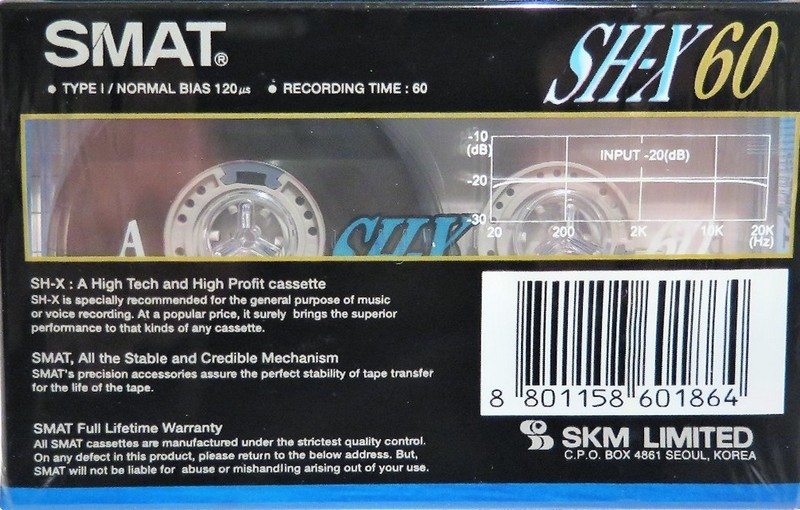 SMAT®
SH-X 60
• TYPE I / NORMAL BIAS 120μs • RECORDING TIME : 60
-10
(dB)
INPUT -20(dB)
-20
-30
20 200 2K 10K 20K
(Hz)
A
SH-X
60
SH-X : A High Tech and High Profit cassette
SH-X is specially recommended for the general purpose of music
or voice recording. At a popular price, it surely brings the superior
performance to that kinds of any cassette.
SMAT, All the Stable and Credible Mechanism
SMAT's precision accessories assure the perfect stability of tape transfer
for the life of the tape.
SMAT Full Lifetime Warranty
All SMAT cassettes are manufactured under the strictest quality control.
On any defect in this product, please return to the below address. But,
SMAT will not be liable for abuse or mishandling arising out of your use.
8 801158 601864
SKM LIMITED
C.P.O. BOX 4861 SEOUL, KOREA